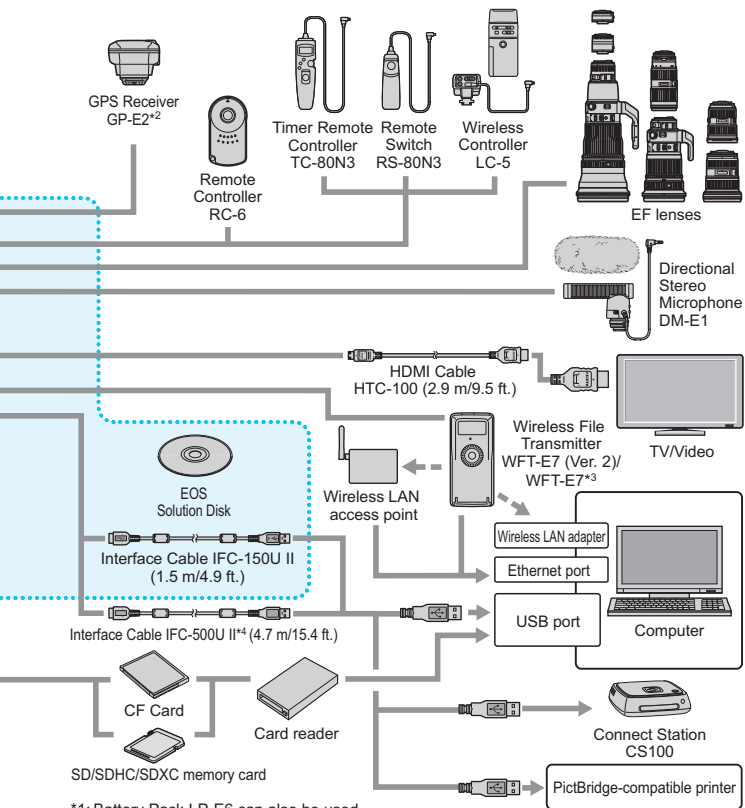 GPS Receiver
GP-E2*2
Remote
Controller
RC-6
Timer Remote
Controller
TC-80N3
Remote
Switch
RS-80N3
Wireless
Controller
LC-5
EF lenses
Directional
Stereo
Microphone
DM-E1
HDMI Cable
HTC-100 (2.9 m/9.5 ft.)
TV/Video
Wireless File
Transmitter
WFT-E7 (Ver. 2)/
WFT-E7*3
Wireless LAN
access point
EOS
Solution Disk
Wireless LAN adapter
Ethernet port
Interface Cable IFC-150U II
(1.5 m/4.9 ft.)
USB port
Computer
Interface Cable IFC-500U II*4 (4.7 m/15.4 ft.)
CF Card
Card reader
SD/SDHC/SDXC memory card
Connect Station
CS100
PictBridge-compatible printer